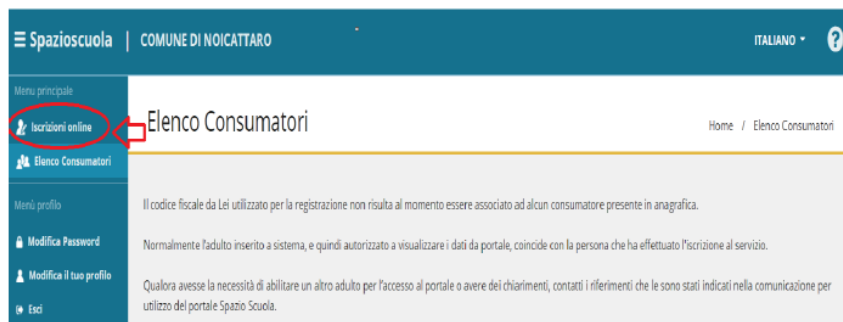 Spazioscuola | COMUNE DI NOICATTARO
ITALIANO
?
Menu principale
Iscrizioni online
Elenco Consumatori
Menù profilo
Modifica Password
Modifica il tuo profilo
Esci
Elenco Consumatori
Home / Elenco Consumatori
Il codice fiscale da Lei utilizzato per la registrazione non risulta al momento essere associato ad alcun consumatore presente in anagrafica.
Normalmente l'adulto inserito a sistema, e quindi autorizzato a visualizzare i dati da portale, coincide con la persona che ha effettuato l'iscrizione al servizio.
Qualora avesse la necessità di abilitare un altro adulto per l'accesso al portale o avere dei chiarimenti, contatti i riferimenti che le sono stati indicati nella comunicazione per
utilizzo del portale Spazio Scuola.